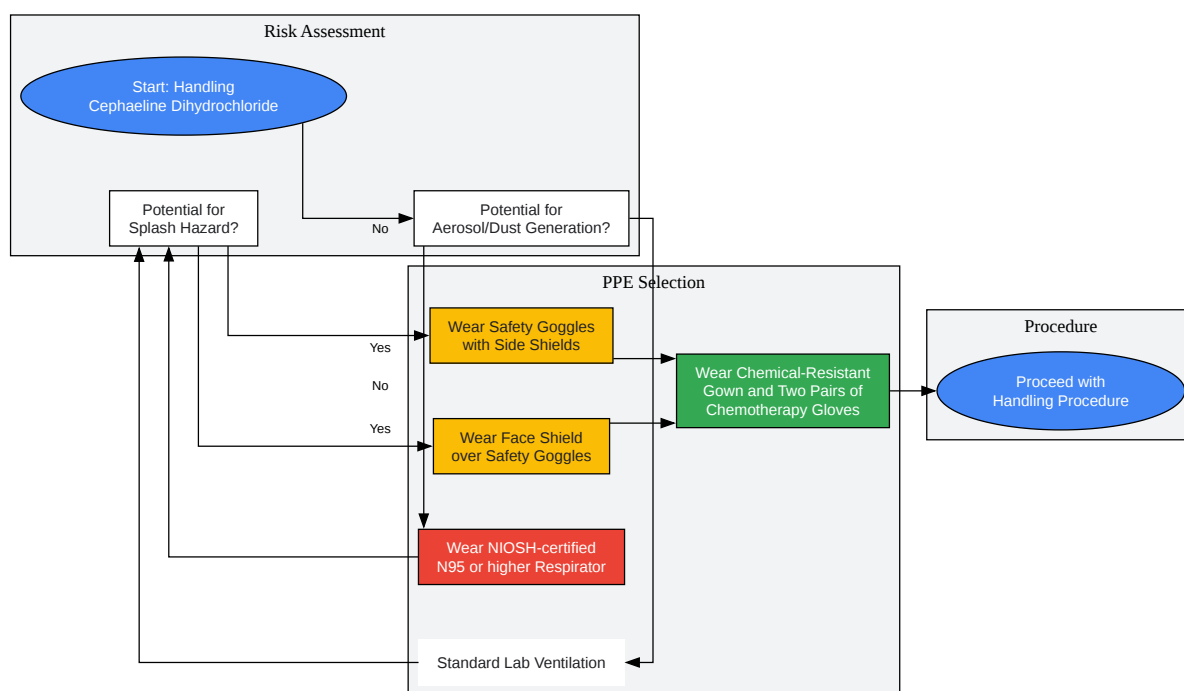 Risk Assessment
Start: Handling
Cephaeline Dihydrochloride
Potential for
Splash Hazard?
No
Potential for
Aerosol/Dust Generation?
PPE Selection
Wear Safety Goggles
with Side Shields
Yes
No
Yes
Wear Face Shield
over Safety Goggles
Wear Chemical-Resistant
Gown and Two Pairs of
Chemotherapy Gloves
Procedure
Proceed with
Handling Procedure
Wear NIOSH-certified
N95 or higher Respirator
Standard Lab Ventilation